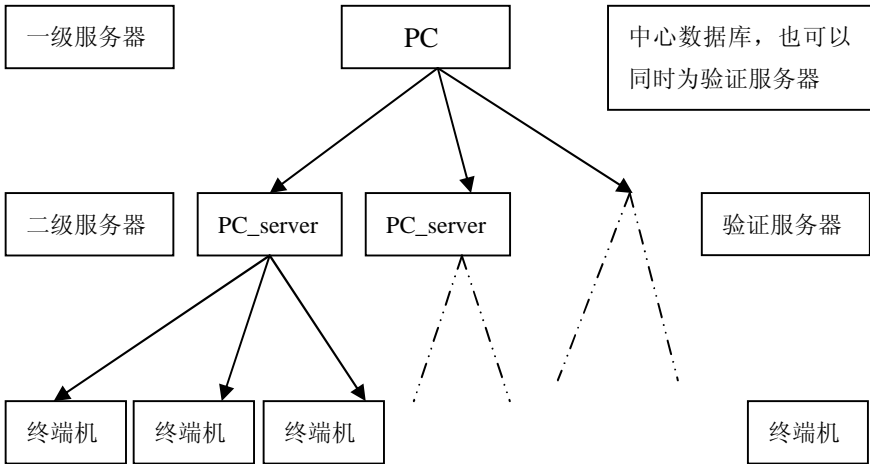 一级服务器
PC
中心数据库，也可以
同时为验证服务器
二级服务器
PC_server
PC_server
验证服务器
终端机
终端机
终端机
终端机